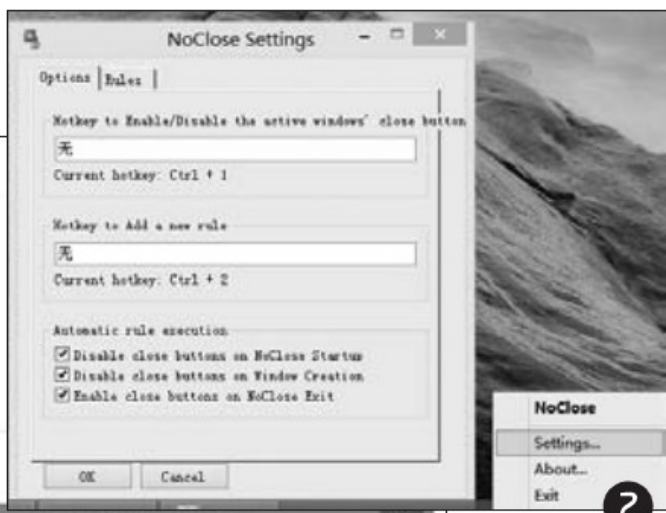 NoClose Settings
Options Rules
Hotkey to Enable/Disable the active windows' close button
无
Current hotkey: Ctrl + 1
Hotkey to Add a new rule
无
Current hotkey: Ctrl + 2
Automatic rule execution
Disable close buttons on NoClose Startup
Disable close buttons on Window Creation
Enable close buttons on NoClose Exit
OK Cancel
NoClose
Settings...
About...
Exit
2